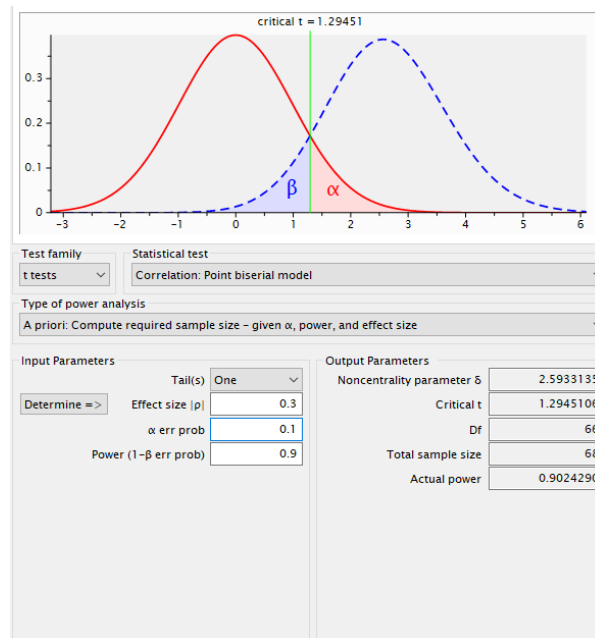 critical t = 1.29451
0.3
0.2
0.1
0
β
α
-3 -2 -1 0 1 2 3 4 5 6
Test family Statistical test
t tests Correlation: Point biserial model
Type of power analysis
A priori: Compute required sample size – given α, power, and effect size
Input Parameters Output Parameters
Tail(s) One Noncentrality parameter δ 2.5933135
Determine => Effect size |ρ| 0.3 Critical t 1.2945106
α err prob 0.1 Df 66
Power (1-β err prob) 0.9 Total sample size 68
Actual power 0.9024290